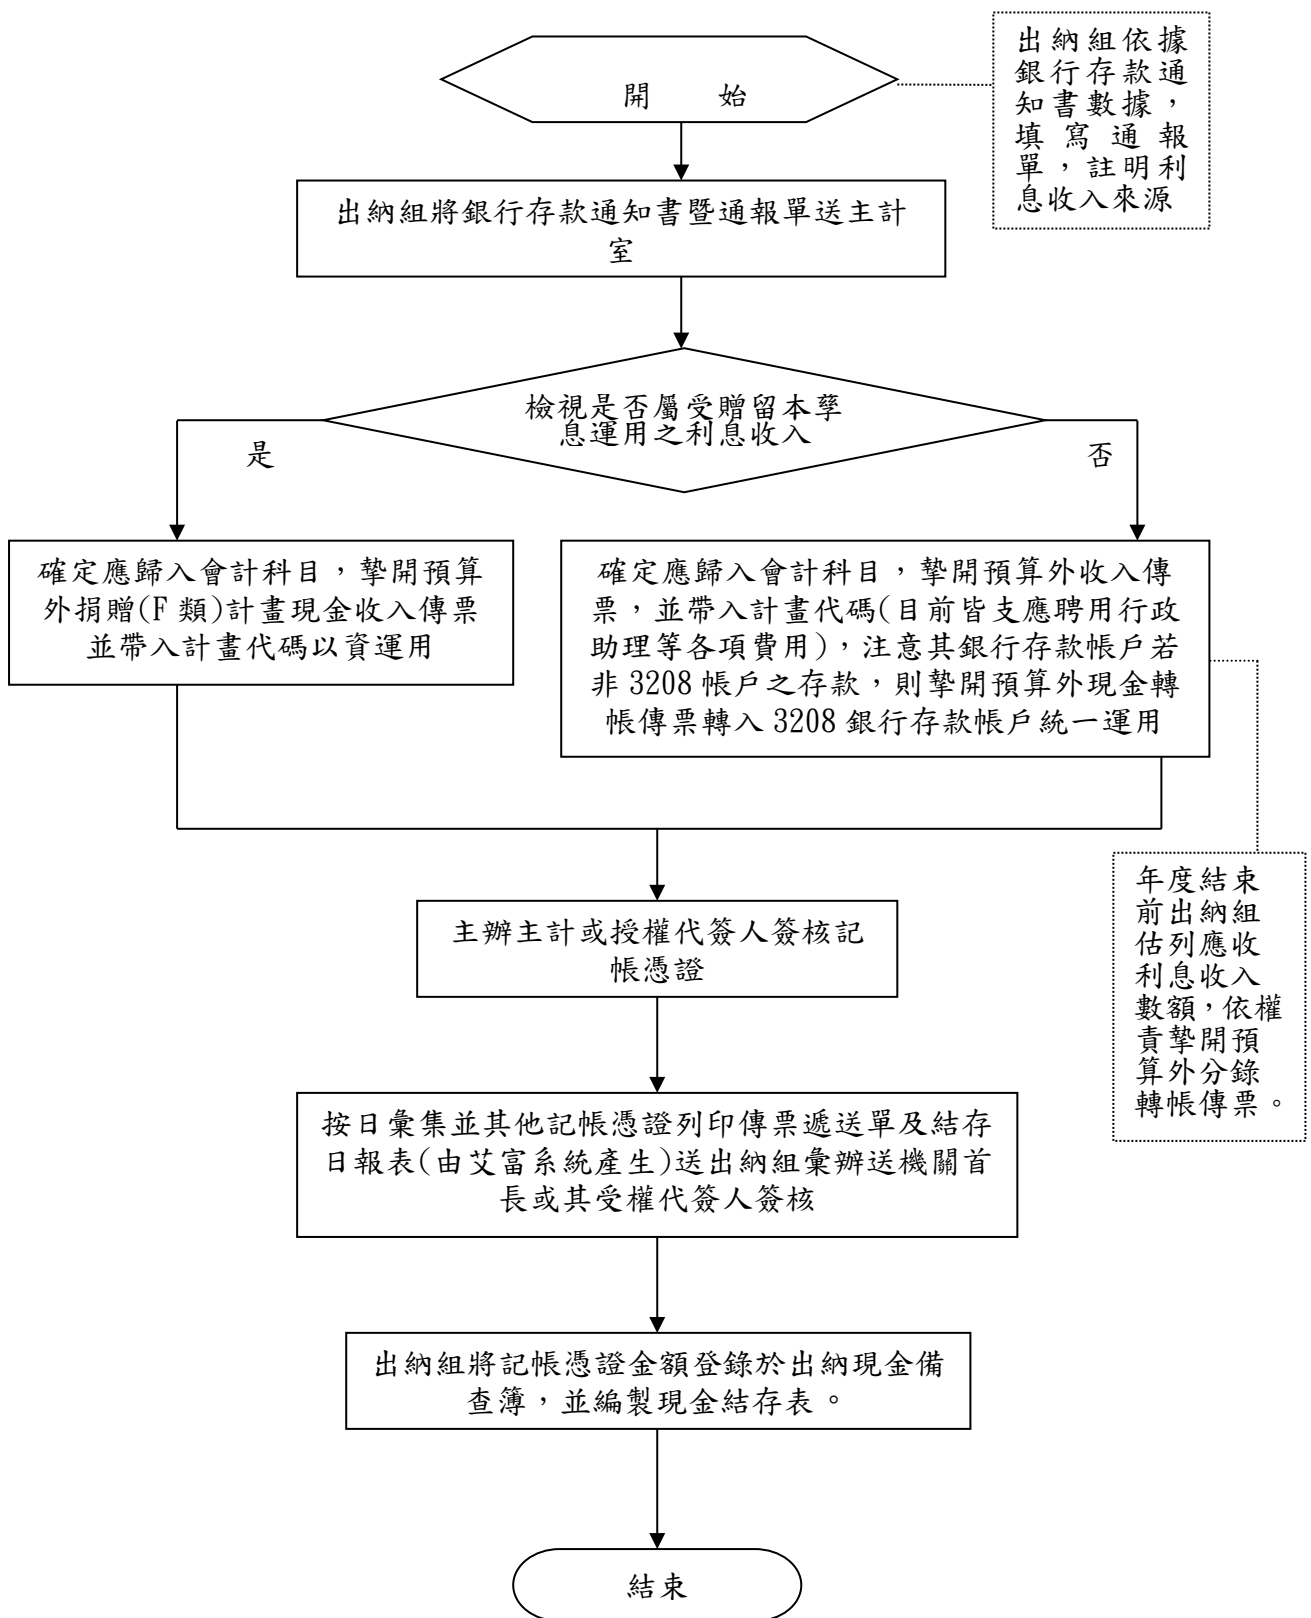 開　始
出納組依據
銀行存款通
知書數據，
填寫通報
單，註明利
息收入來源
出納組將銀行存款通知書暨通報單送主計
室
檢視是否屬受贈留本孳
息運用之利息收入
是
否
確定應歸入會計科目，摯開預算
外捐贈(F 類)計畫現金收入傳票
並帶入計畫代碼以資運用
確定應歸入會計科目，摯開預算外收入傳
票，並帶入計畫代碼(目前皆支應聘用行政
助理等各項費用)，注意其銀行存款帳戶若
非 3208 帳戶之存款，則摯開預算外現金轉
帳傳票轉入 3208 銀行存款帳戶統一運用
年度結束
前出納組
估列應收
利息收入
數額，依權
責摯開預
算外分錄
轉帳傳票。
主辦主計或授權代簽人簽核記
帳憑證
按日彙集並其他記帳憑證列印傳票遞送單及結存
日報表(由艾富系統產生)送出納組彙辦送機關首
長或其受權代簽人簽核
出納組將記帳憑證金額登錄於出納現金備
查簿，並編製現金結存表。
結束